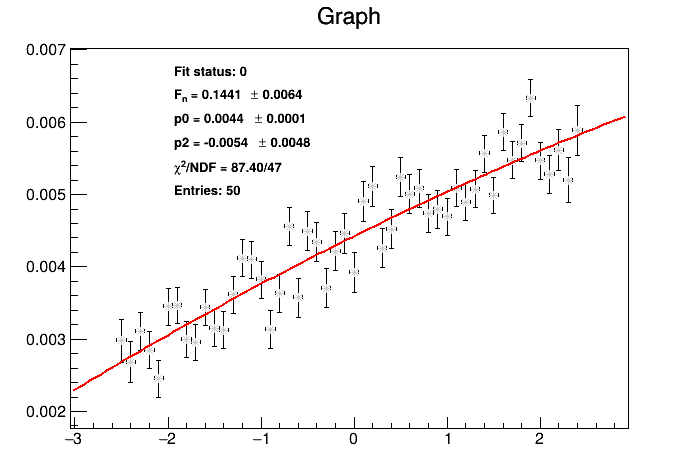 Graph
0.007
0.006
0.005
0.004
0.003
0.002
Fit status: 0
Fn = 0.1441 ± 0.0064
p0 = 0.0044 ± 0.0001
p2 = -0.0054 ± 0.0048
χ²/NDF = 87.40/47
Entries: 50
−3 −2 −1 0 1 2